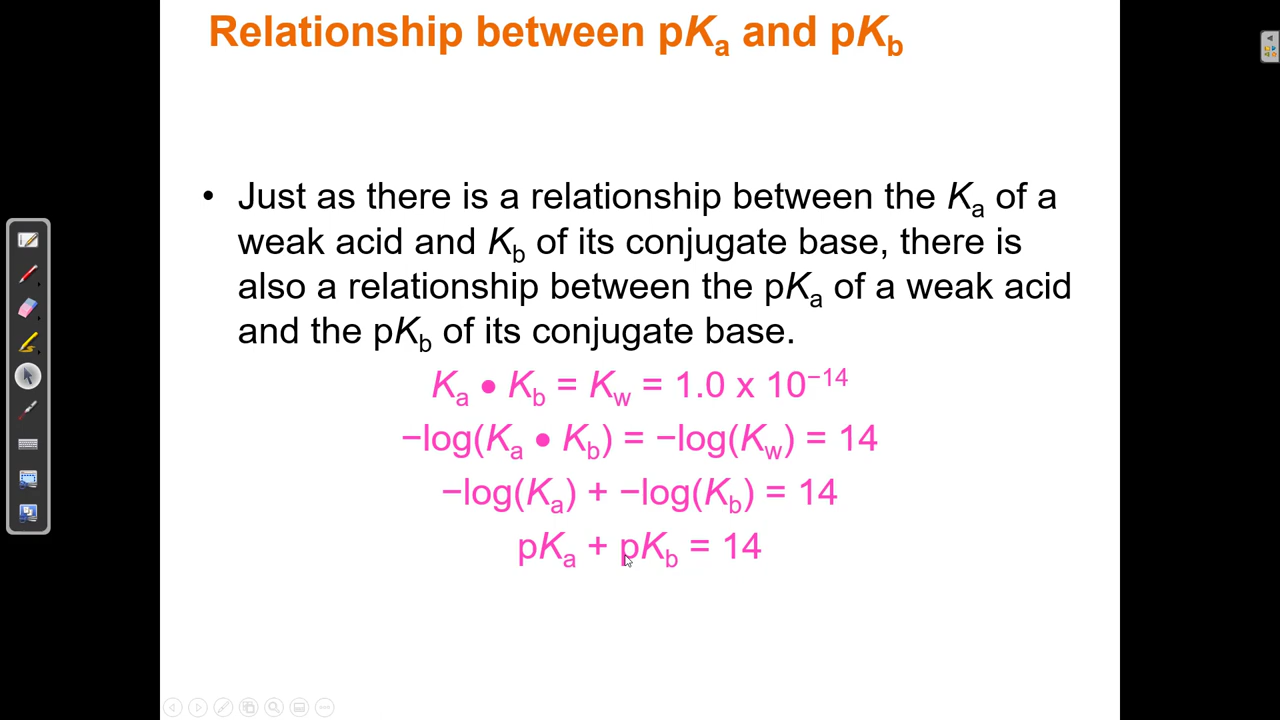 Relationship between pKa and pKb
• Just as there is a relationship between the Ka of a
weak acid and Kb of its conjugate base, there is
also a relationship between the pKa of a weak acid
and the pKb of its conjugate base.
Ka • Kb = Kw = 1.0 x 10⁻¹⁴
−log(Ka • Kb) = −log(Kw) = 14
−log(Ka) + −log(Kb) = 14
pKa + pKb = 14